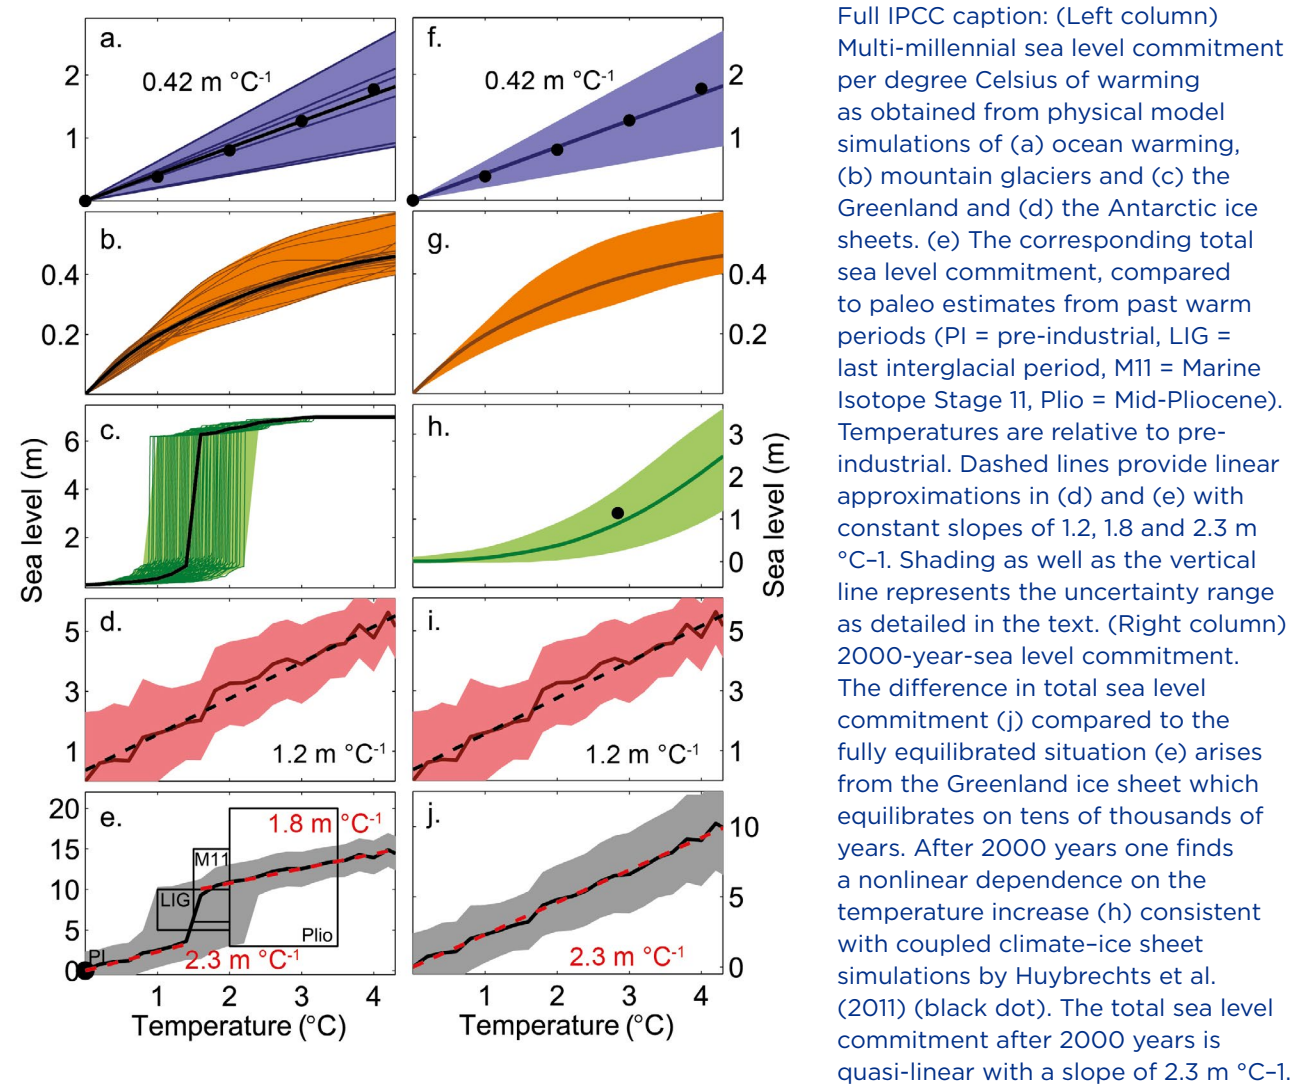 a.
0.42 m °C-1
2
1
0
f.
0.42 m °C-1
2
1
0
b.
0.4
0.2
g.
0.4
0.2
c.
6
4
2
h.
3
2
1
0
Sea level (m)
Sea level (m)
d.
5
3
1
1.2 m °C-1
i.
5
3
1
1.2 m °C-1
e.
20
15
10
5
0
1.8 m °C-1
M11
LIG
Plio
PI
2.3 m °C-1
j.
10
5
0
2.3 m °C-1
1 2 3 4
Temperature (°C)
1 2 3 4
Temperature (°C)
Full IPCC caption: (Left column)
Multi-millennial sea level commitment
per degree Celsius of warming
as obtained from physical model
simulations of (a) ocean warming,
(b) mountain glaciers and (c) the
Greenland and (d) the Antarctic ice
sheets. (e) The corresponding total
sea level commitment, compared
to paleo estimates from past warm
periods (PI = pre-industrial, LIG =
last interglacial period, M11 = Marine
Isotope Stage 11, Plio = Mid-Pliocene).
Temperatures are relative to pre-
industrial. Dashed lines provide linear
approximations in (d) and (e) with
constant slopes of 1.2, 1.8 and 2.3 m
°C–1. Shading as well as the vertical
line represents the uncertainty range
as detailed in the text. (Right column)
2000-year-sea level commitment.
The difference in total sea level
commitment (j) compared to the
fully equilibrated situation (e) arises
from the Greenland ice sheet which
equilibrates on tens of thousands of
years. After 2000 years one finds
a nonlinear dependence on the
temperature increase (h) consistent
with coupled climate–ice sheet
simulations by Huybrechts et al.
(2011) (black dot). The total sea level
commitment after 2000 years is
quasi-linear with a slope of 2.3 m °C–1.